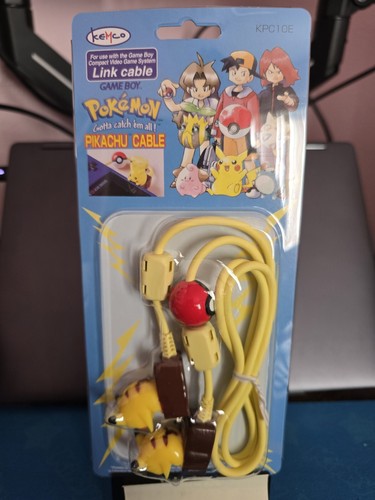 KEMCO
KPC10E
For use with the Game Boy
Compact Video Game System
Link cable
GAME BOY
POKéMON
Gotta catch 'em all!
PIKACHU CABLE